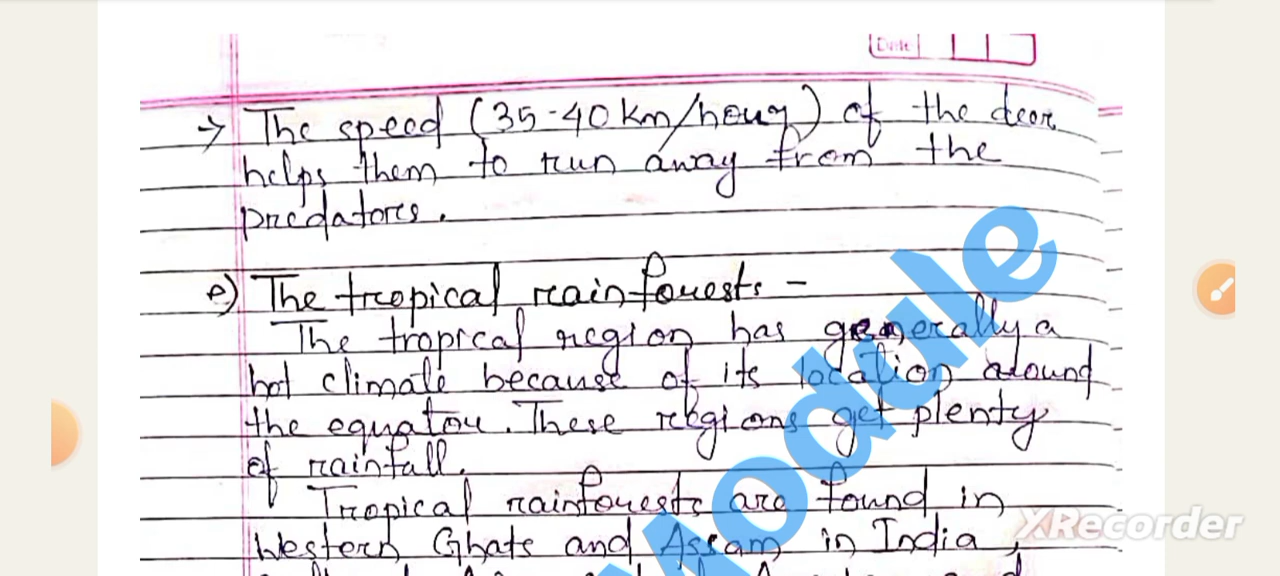 Date
→ The speed (35-40 km/hour) of the deer
helps them to run away from the
predators.
e) The tropical rainforests -
The tropical region has generally a
hot climate because of its location around
the equator. These regions get plenty
of rainfall.
Tropical rainforests are found in
Western Ghats and Assam in India,
Module
XRecorder